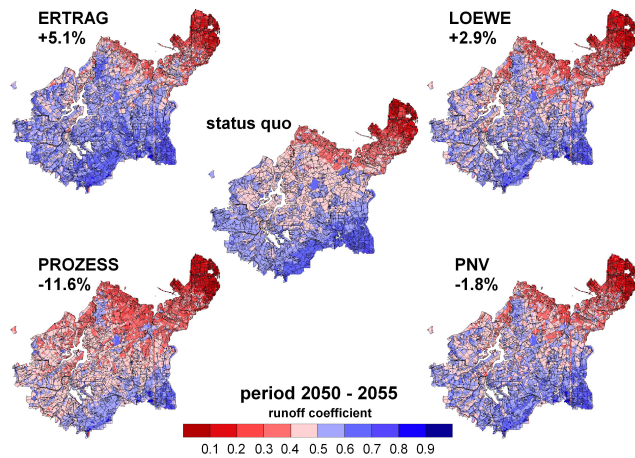 ERTRAG
+5.1%
LOEWE
+2.9%
status quo
PROZESS
-11.6%
PNV
-1.8%
period 2050 - 2055
runoff coefficient
0.1 0.2 0.3 0.4 0.5 0.6 0.7 0.8 0.9